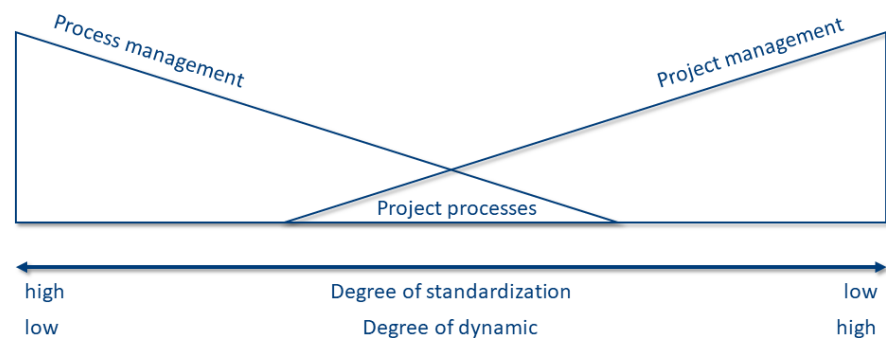 Process management
Project management
Project processes
high Degree of standardization low
low Degree of dynamic high